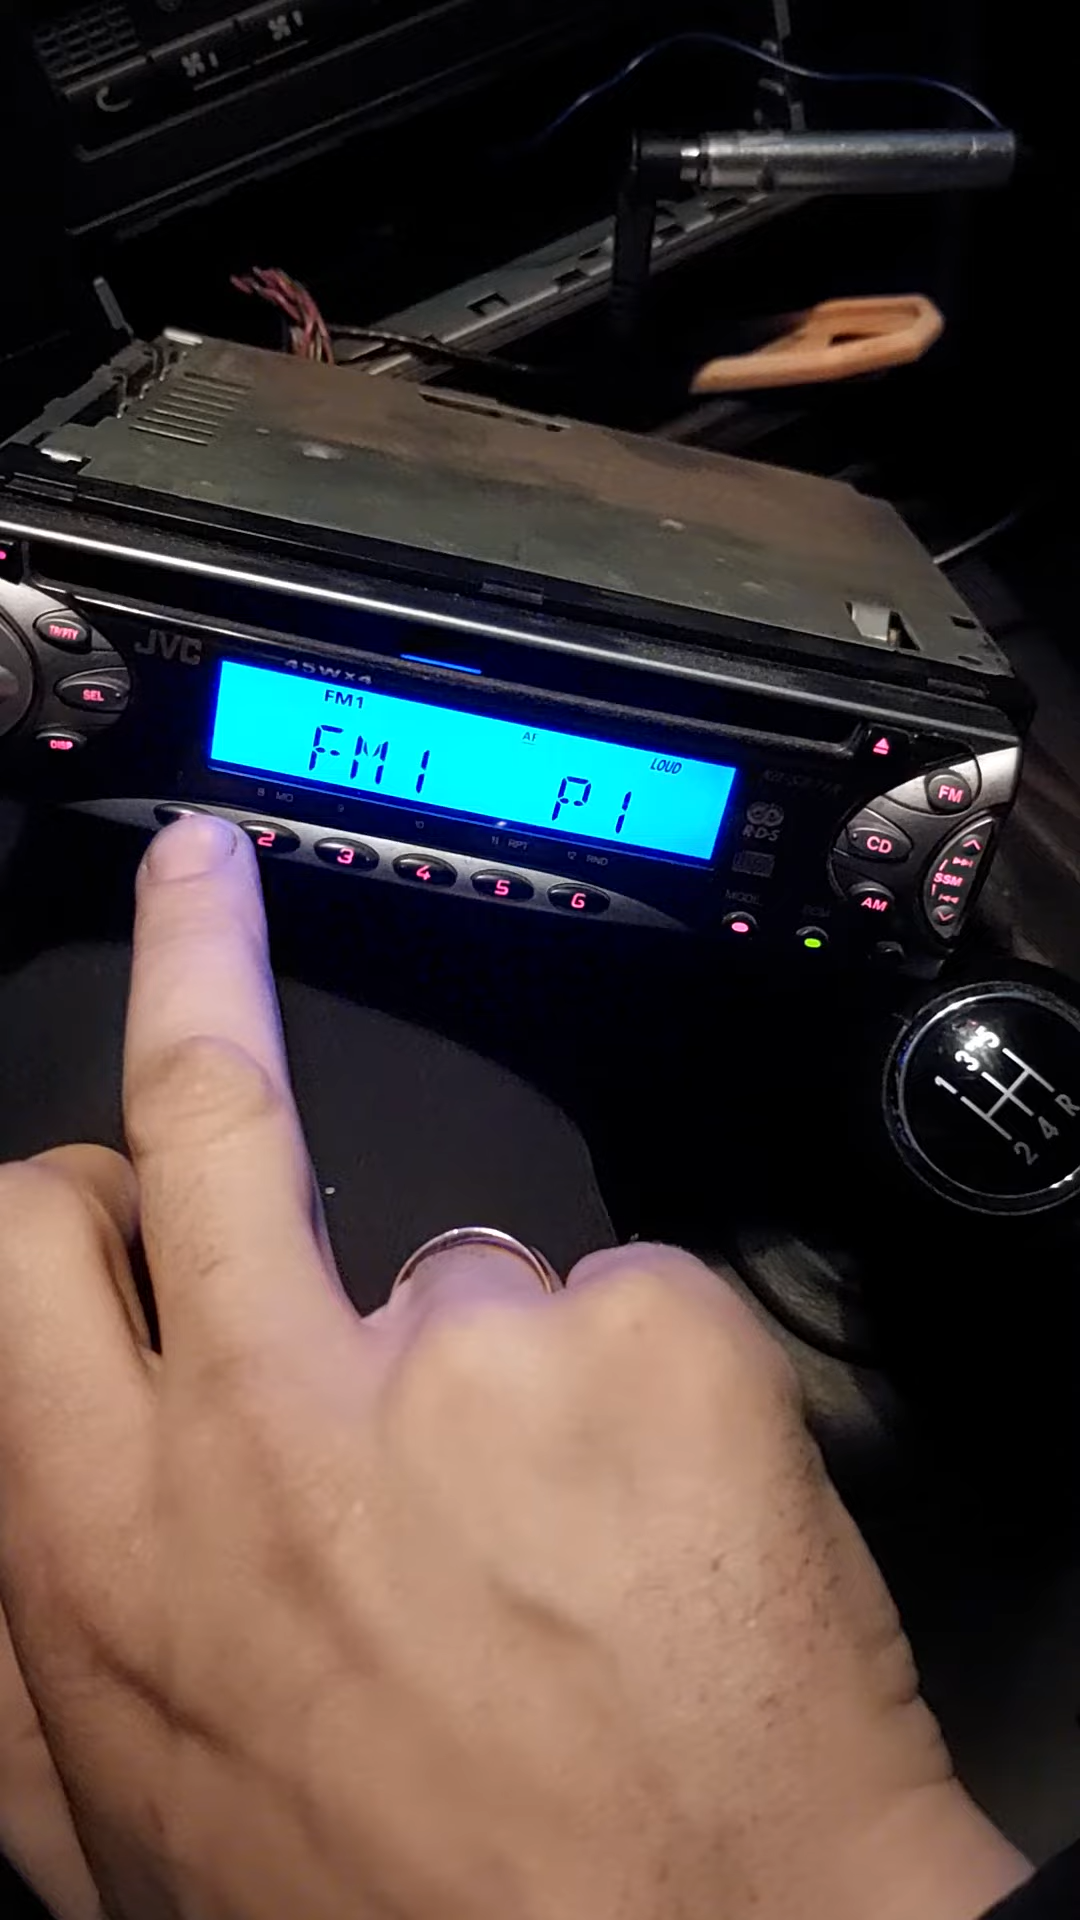 TP/PTY
JVC
SEL
DISP
45Wx4
FM1
AF
LOUD
FM1 P1
8 MO
9
10
11 RPT
12 RND
2
3
4
5
6
R·D·S
MODE
FM
CD
SSM
AM
1 3 5
2 4 R